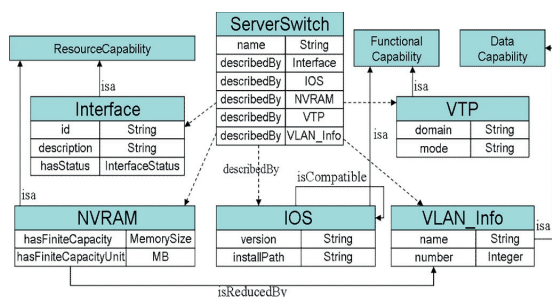 ServerSwitch
name String
describedBy Interface
describedBy IOS
describedBy NVRAM
describedBy VTP
describedBy VLAN_Info
ResourceCapability
Functional
Capability
Data
Capability
isa
isa
Interface
id String
description String
hasStatus InterfaceStatus
VTP
domain String
mode String
isa
describedBy
isCompatible
isa
isa
NVRAM
hasFiniteCapacity MemorySize
hasFiniteCapacityUnit MB
IOS
version String
installPath String
VLAN_Info
name String
number Integer
isReducedBy